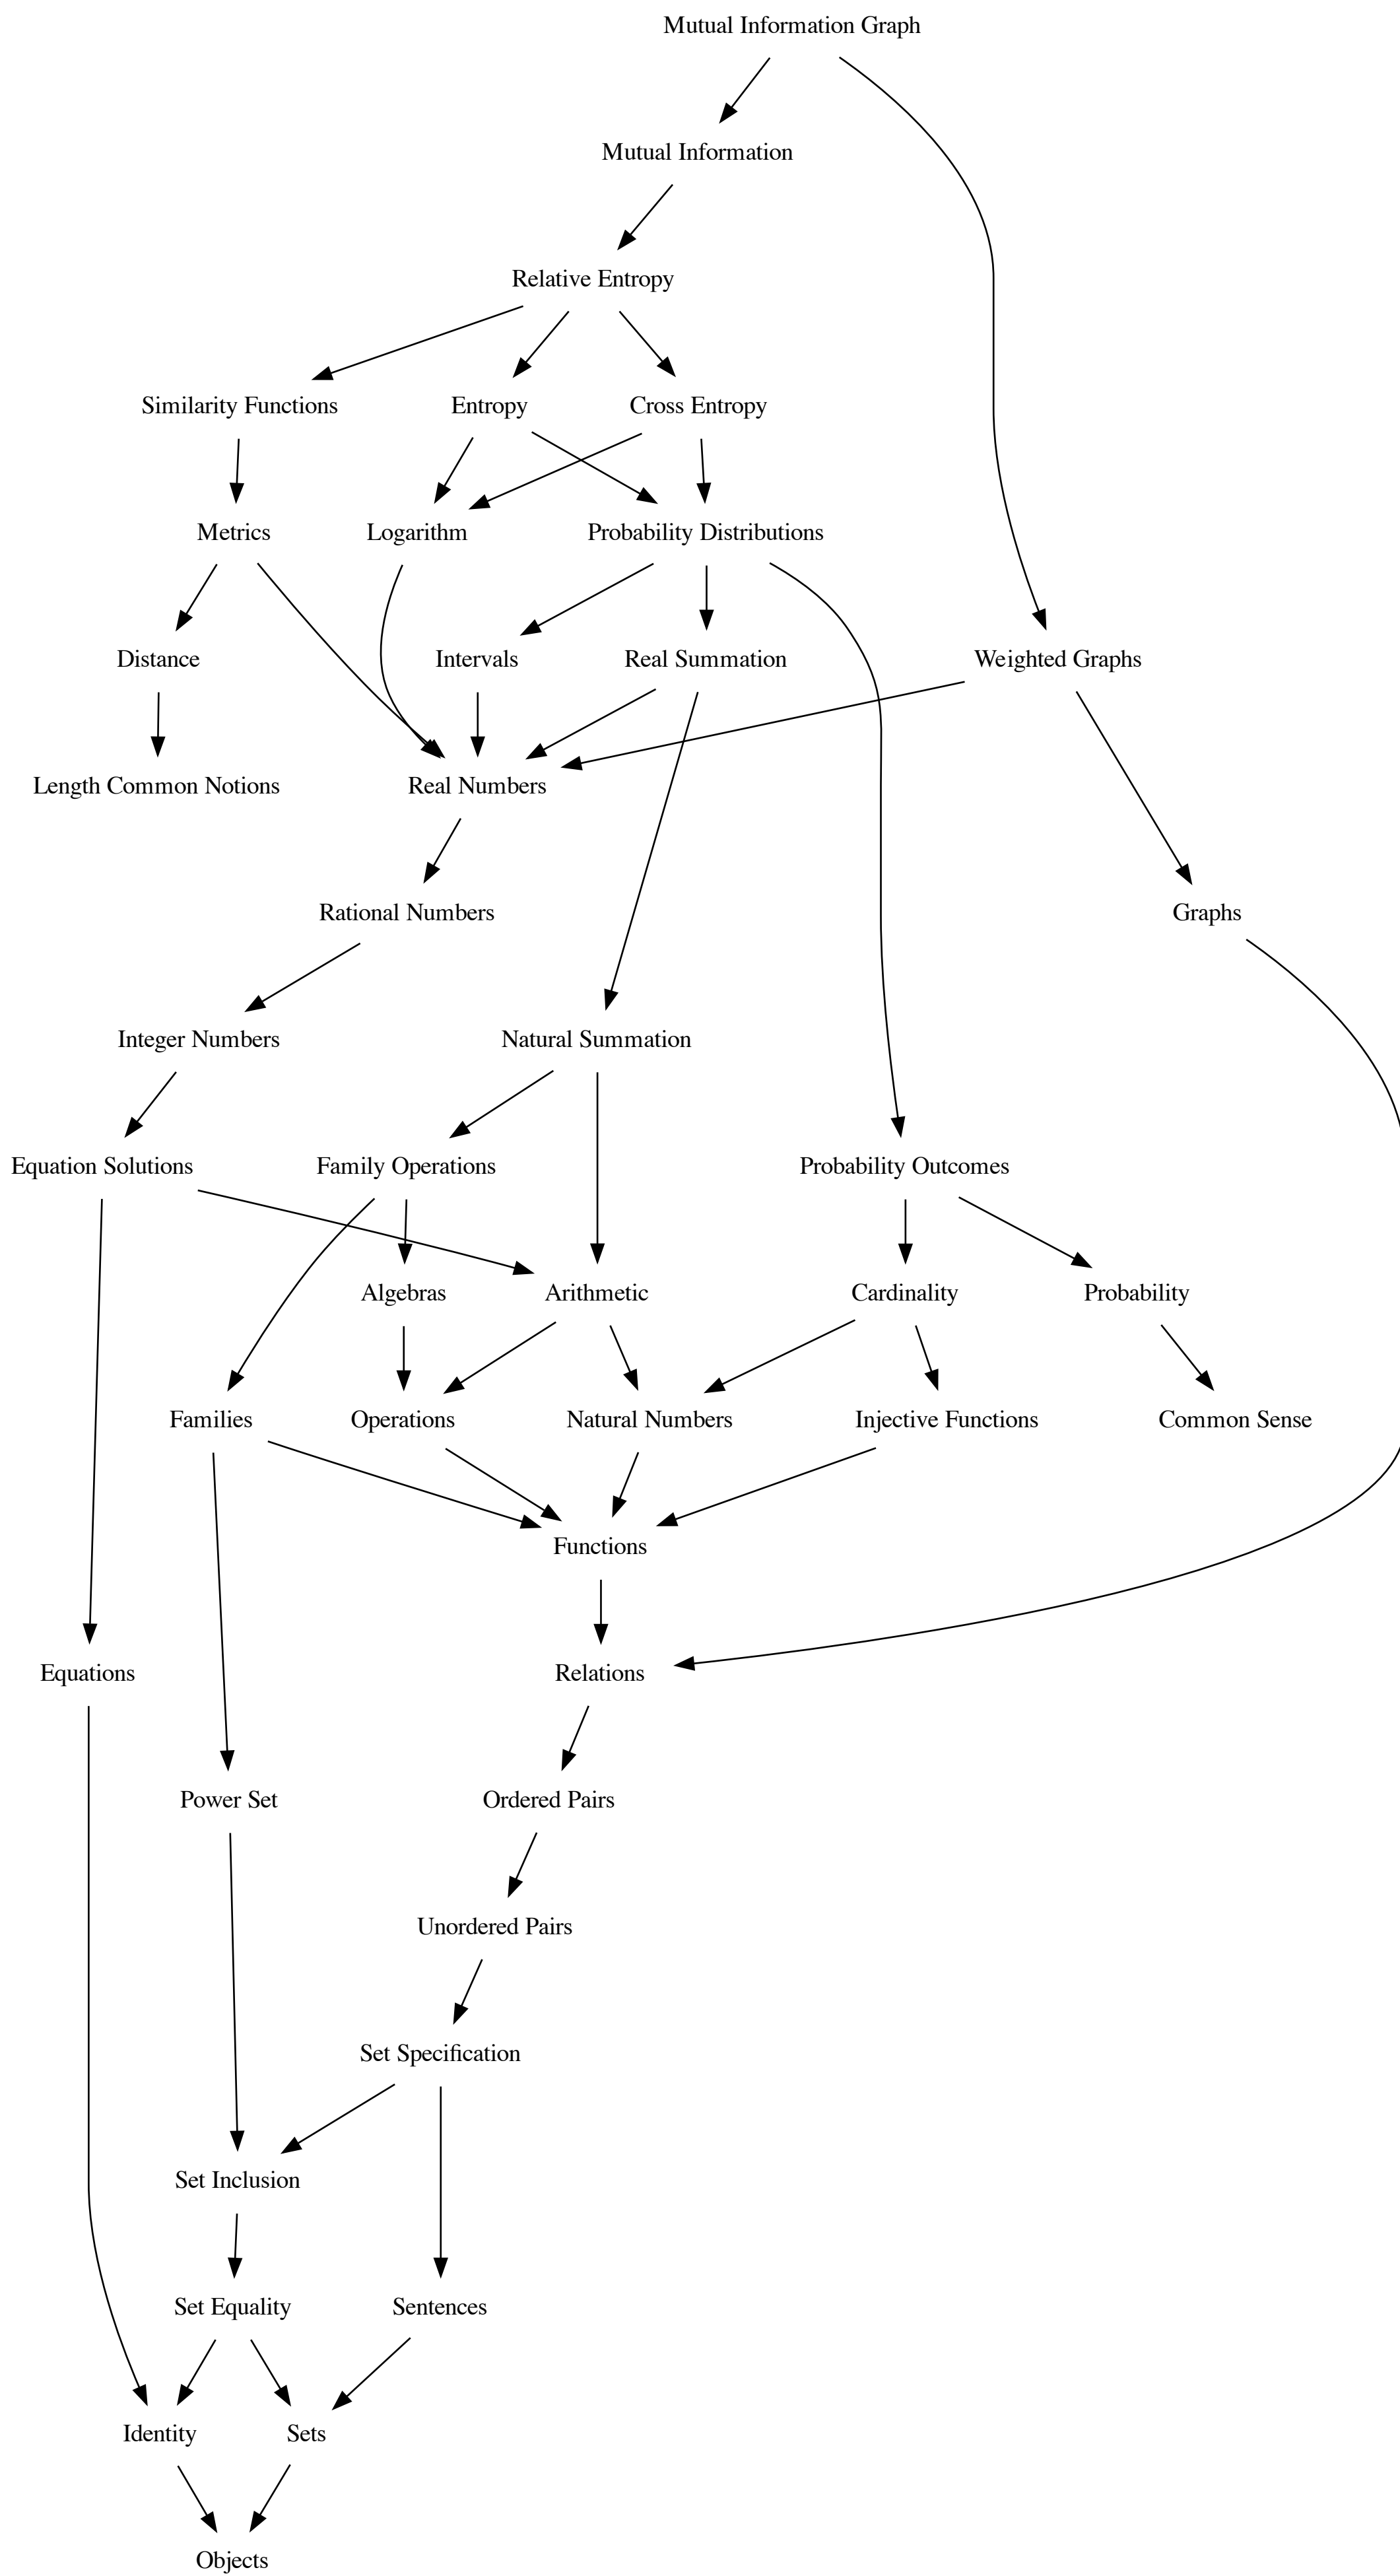 Mutual Information Graph
Mutual Information
Relative Entropy
Similarity Functions
Entropy
Cross Entropy
Metrics
Logarithm
Probability Distributions
Distance
Intervals
Real Summation
Weighted Graphs
Length Common Notions
Real Numbers
Rational Numbers
Graphs
Integer Numbers
Natural Summation
Equation Solutions
Family Operations
Probability Outcomes
Algebras
Arithmetic
Cardinality
Probability
Families
Operations
Natural Numbers
Injective Functions
Common Sense
Functions
Equations
Relations
Power Set
Ordered Pairs
Unordered Pairs
Set Specification
Set Inclusion
Set Equality
Sentences
Identity
Sets
Objects